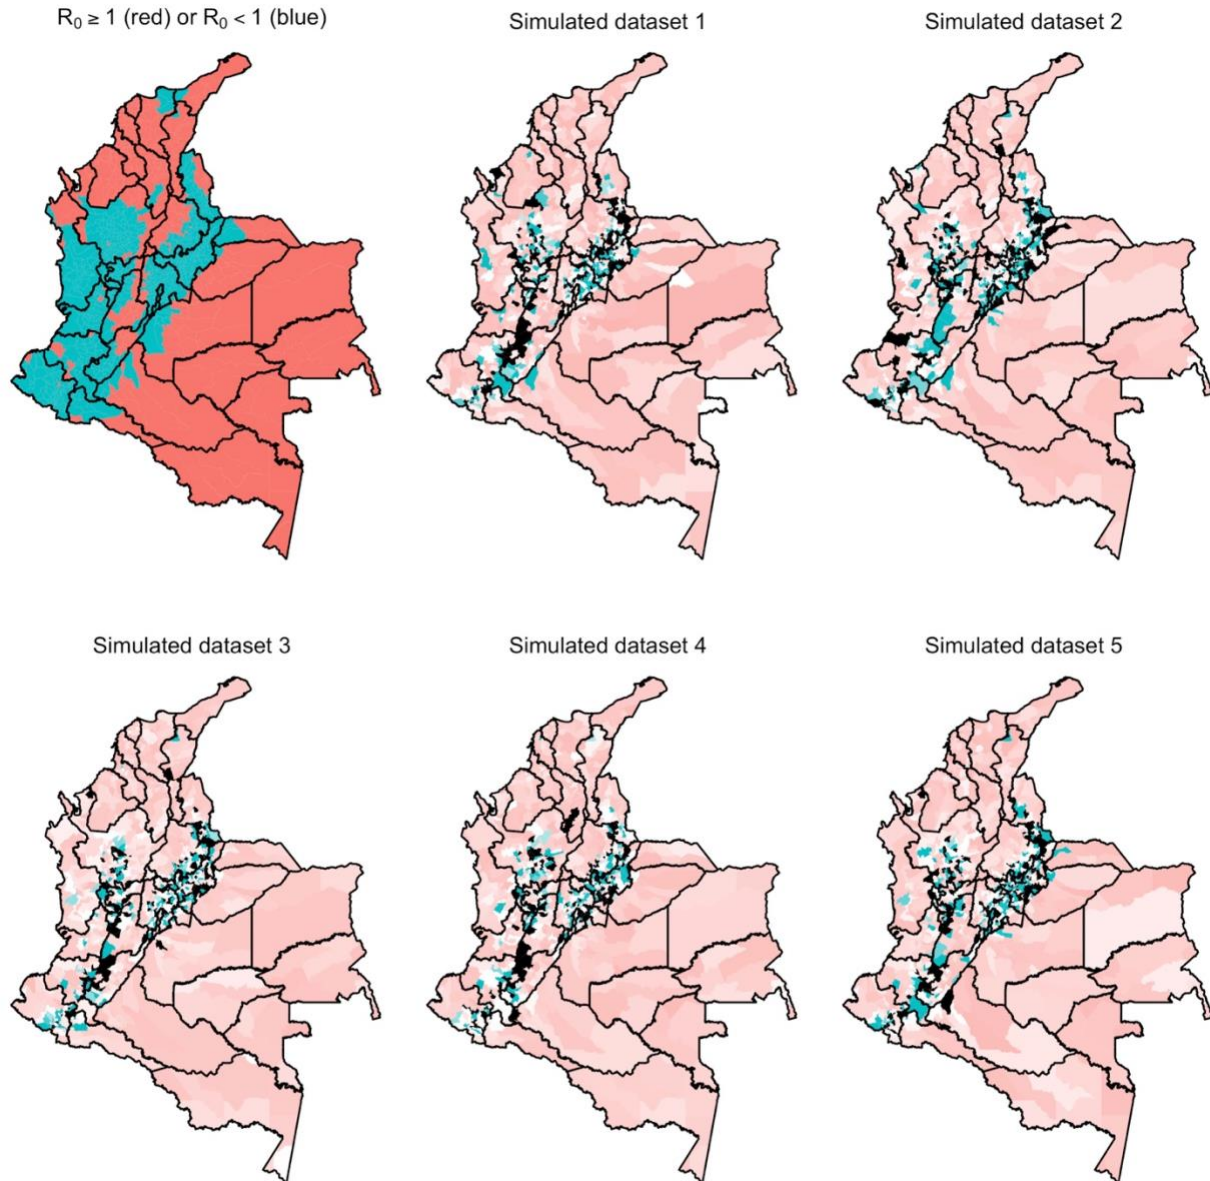 R₀ ≥ 1 (red) or R₀ < 1 (blue)
Simulated dataset 1
Simulated dataset 2
Simulated dataset 3
Simulated dataset 4
Simulated dataset 5